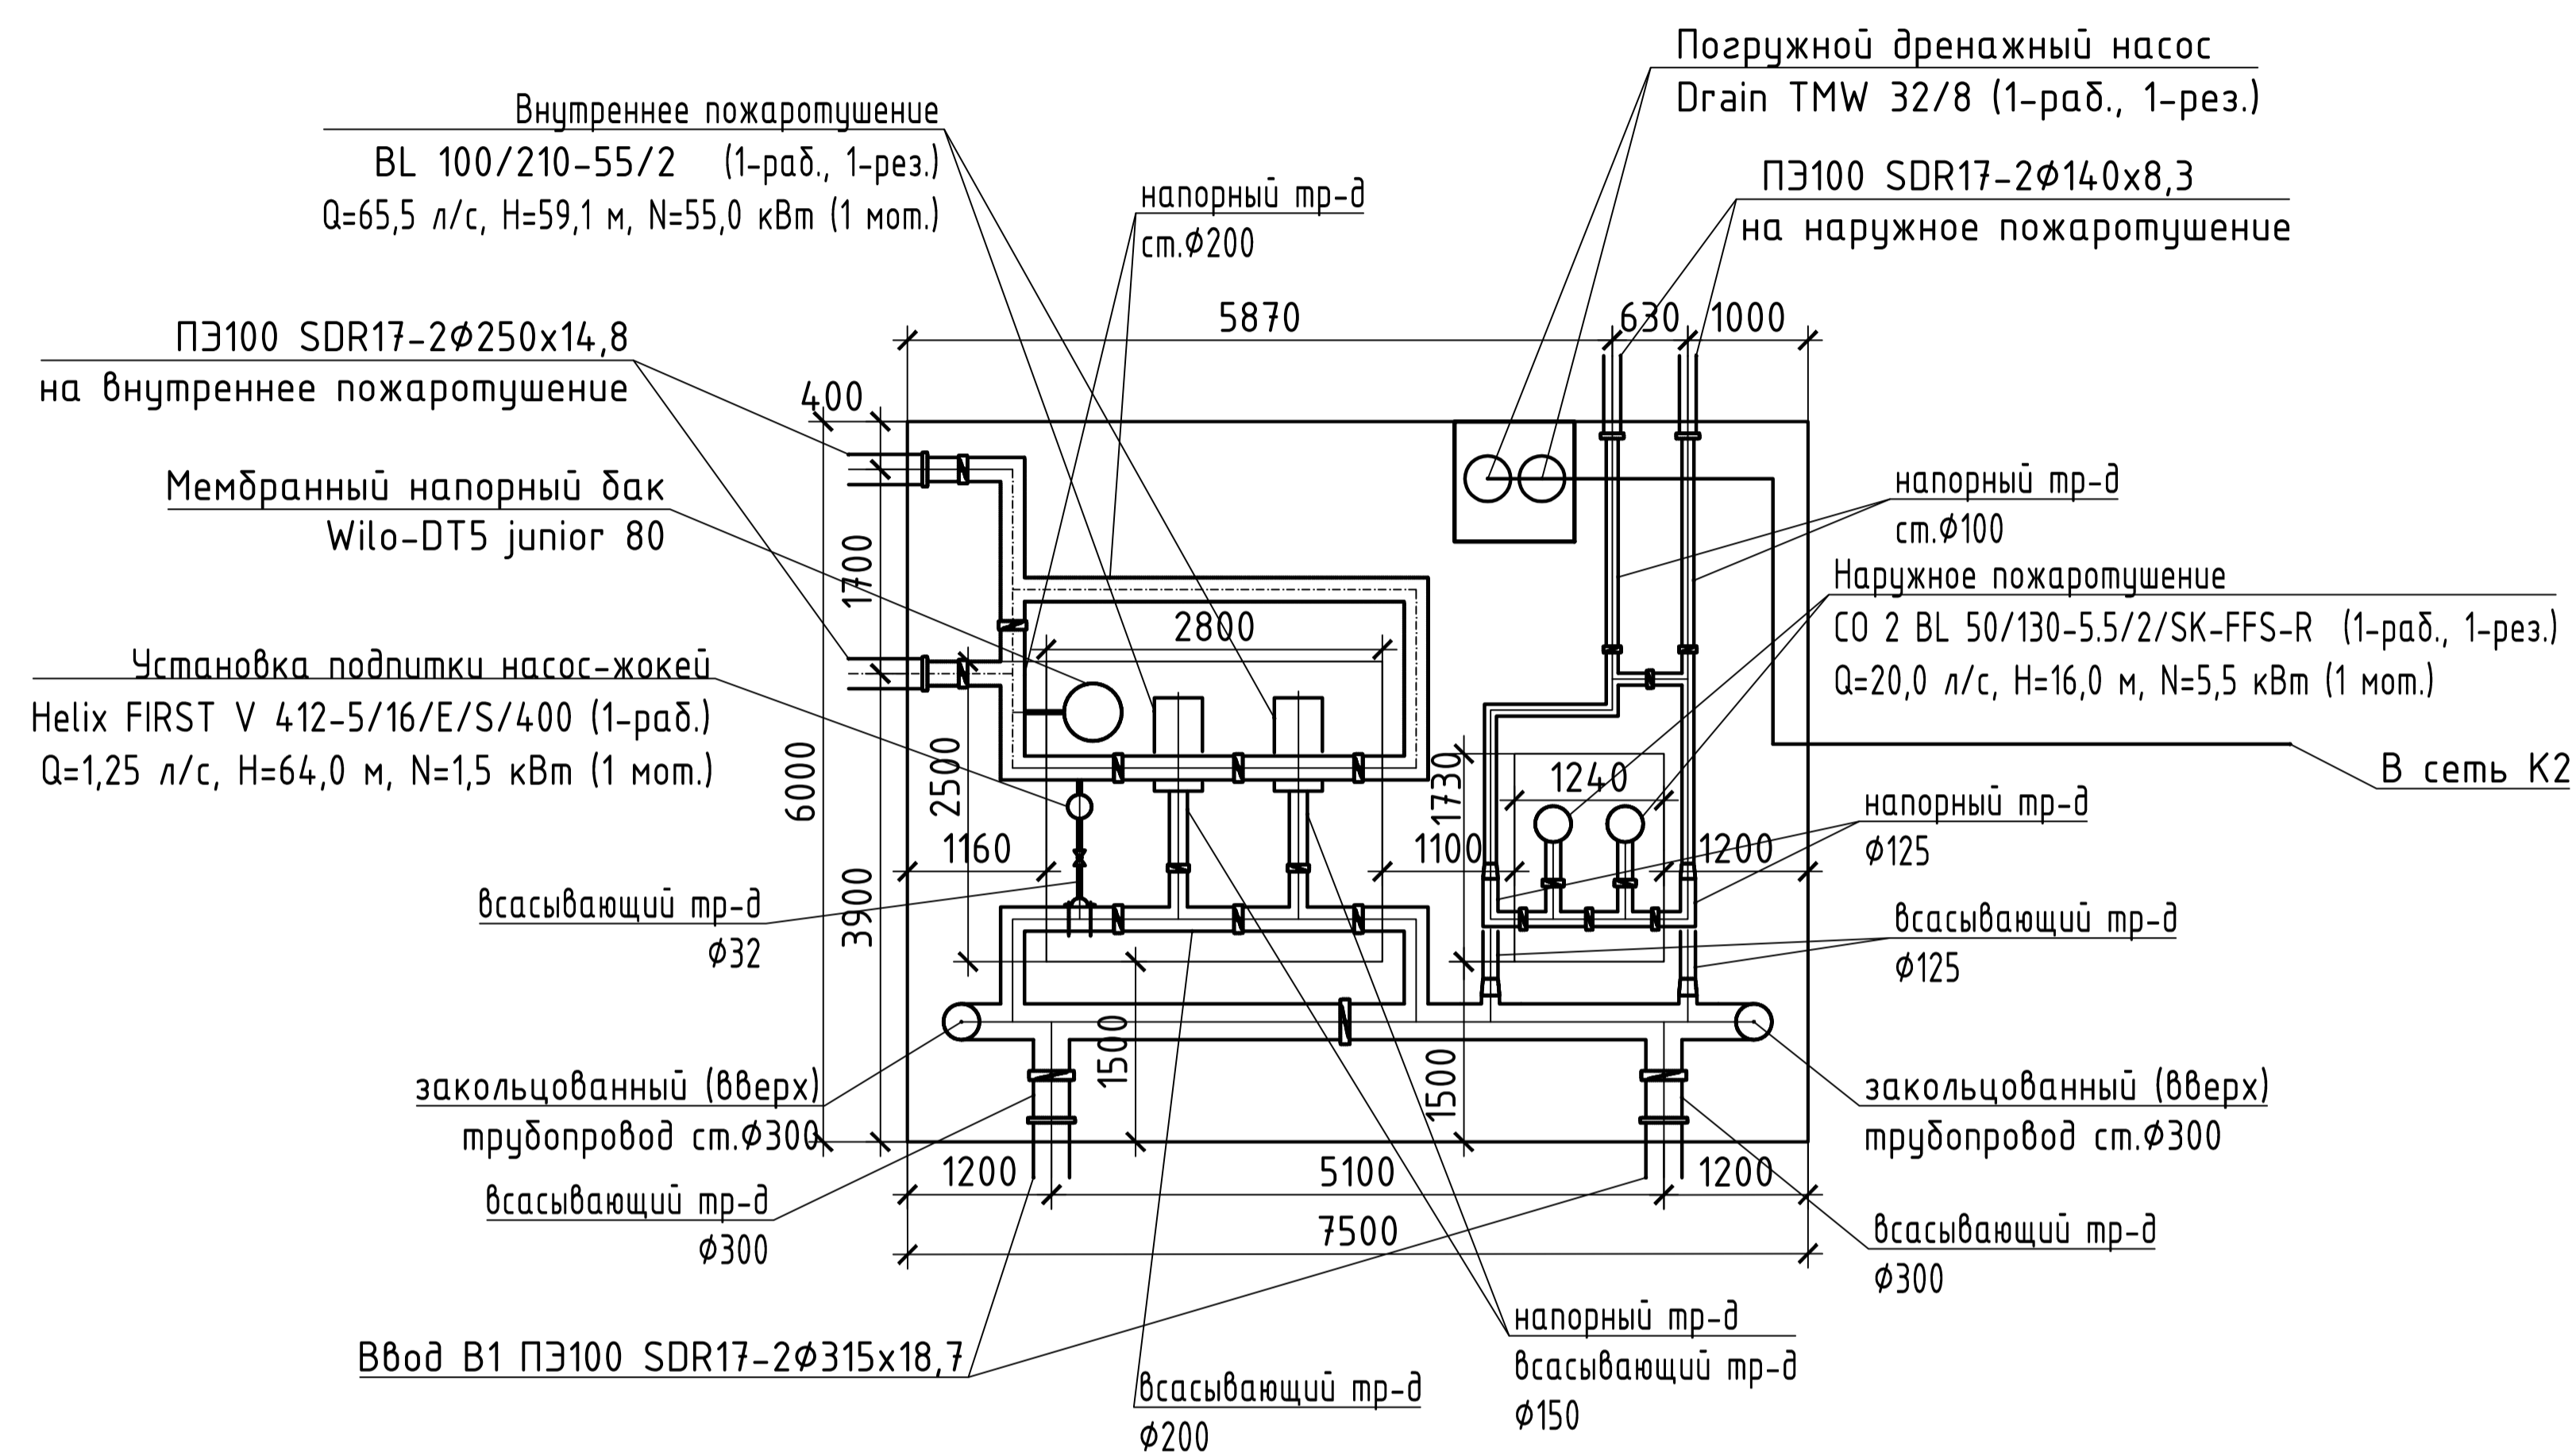 Погружной дренажный насос
Drain TMW 32/8 (1-раб., 1-рез.)
Внутреннее пожаротушение
BL 100/210-55/2 (1-раб., 1-рез.)
Q=65,5 л/с, H=59,1 м, N=55,0 кВт (1 мот.)
напорный тр-д
ст.Ф200
ПЭ100 SDR17-2Ф140х8,3
на наружное пожаротушение
5870
630
1000
ПЭ100 SDR17-2Ф250х14,8
на внутреннее пожаротушение
400
Мембранный напорный бак
Wilo-DT5 junior 80
1700
напорный тр-д
ст.Ф100
Наружное пожаротушение
CO 2 BL 50/130-5.5/2/SK-FFS-R (1-раб., 1-рез.)
Q=20,0 л/с, H=16,0 м, N=5,5 кВт (1 мот.)
2800
Установка подпитки насос-жокей
Helix FIRST V 412-5/16/E/S/400 (1-раб.)
Q=1,25 л/с, H=64,0 м, N=1,5 кВт (1 мот.)
6000
2500
1730
1240
В сеть К2
напорный тр-д
Ф125
1160
1100
1200
3900
всасывающий тр-д
Ф32
всасывающий тр-д
Ф125
1500
1500
закольцованный (вверх)
трубопровод ст.Ф300
закольцованный (вверх)
трубопровод ст.Ф300
1200
5100
1200
7500
всасывающий тр-д
Ф300
всасывающий тр-д
Ф300
Ввод В1 ПЭ100 SDR17-2Ф315х18,7
всасывающий тр-д
Ф200
напорный тр-д
всасывающий тр-д
Ф150